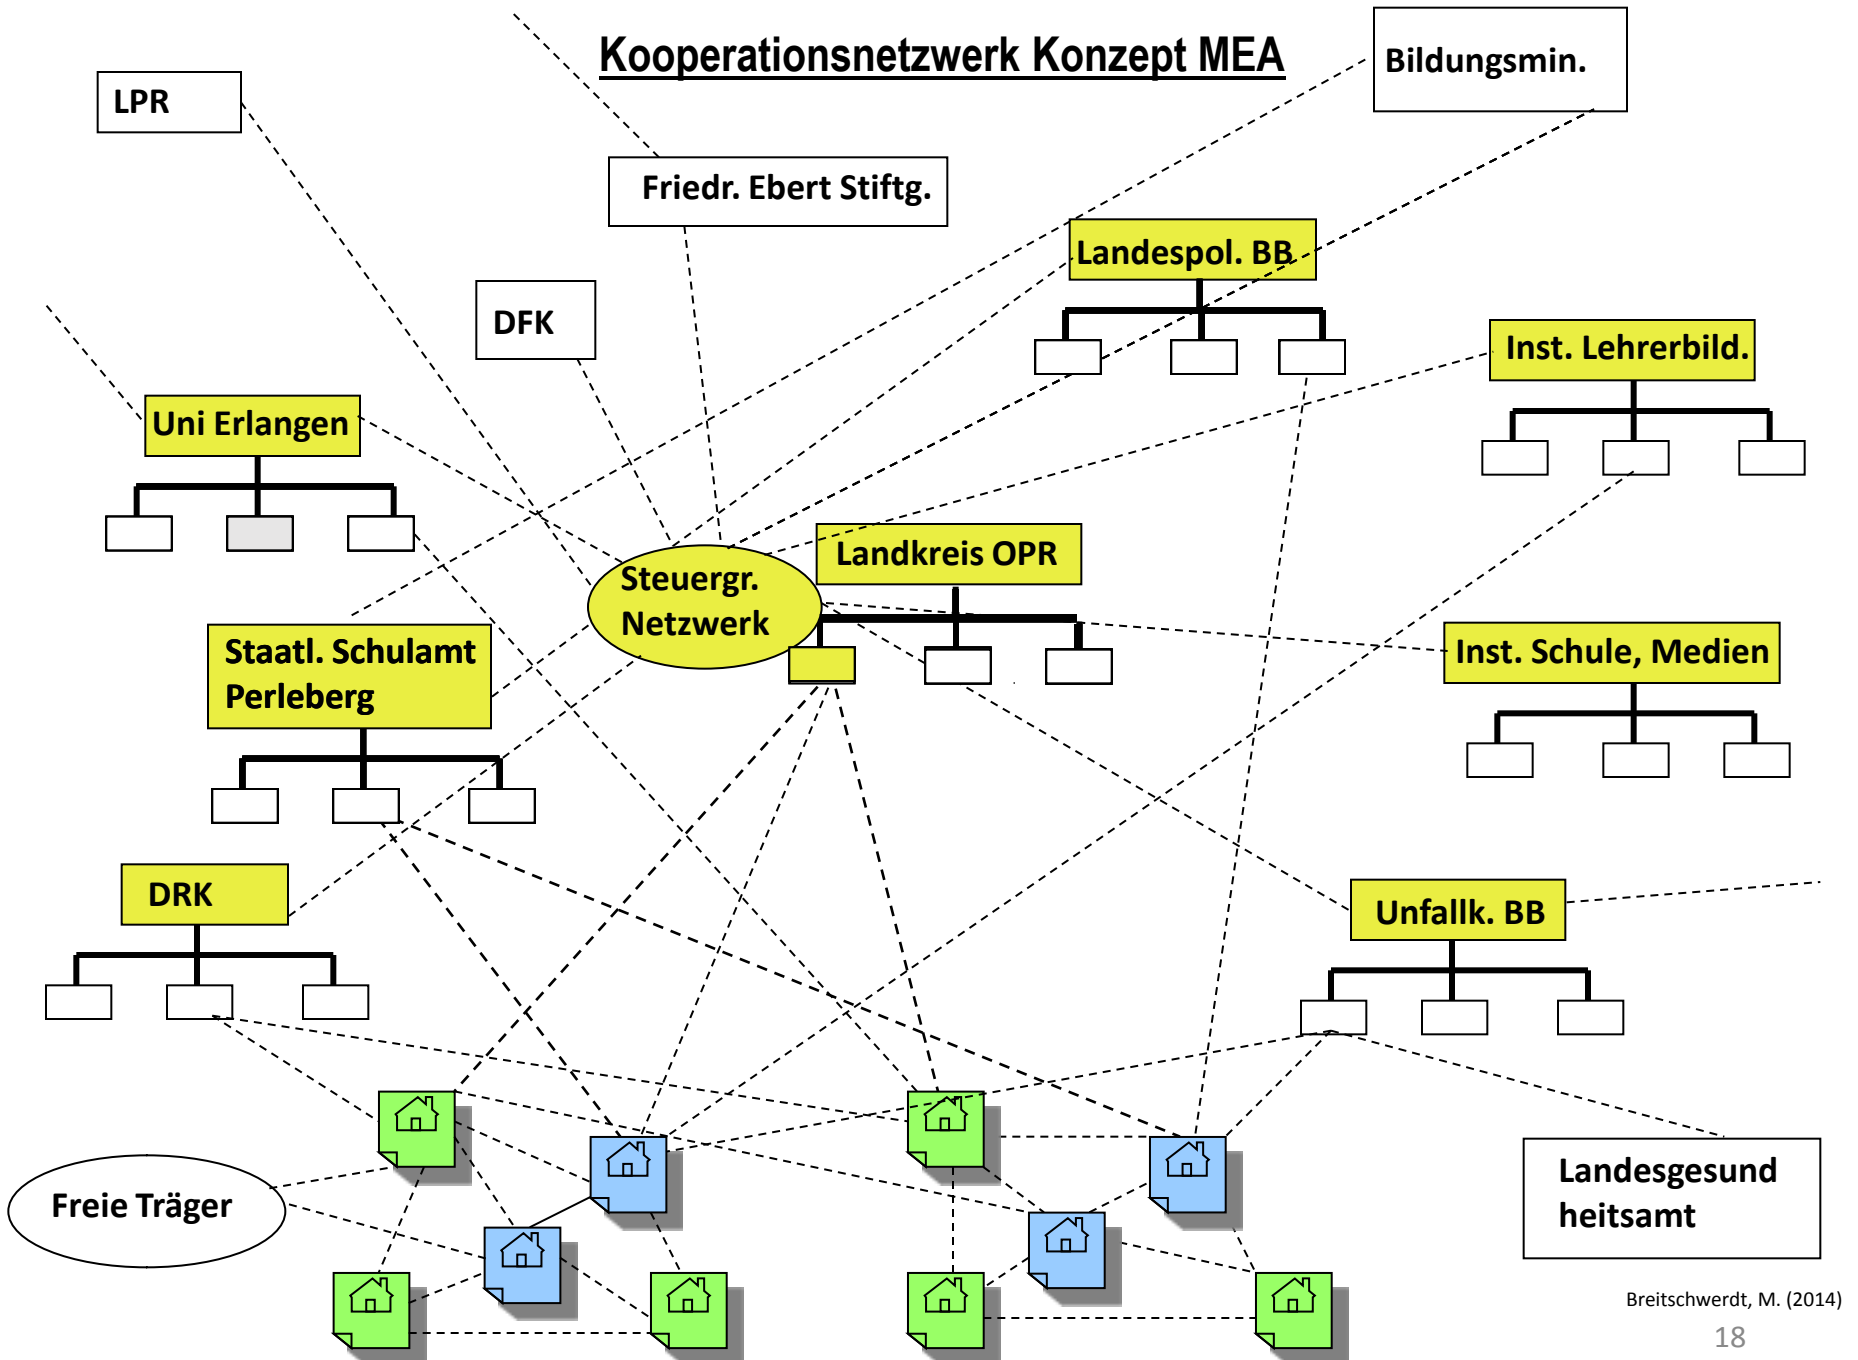 Kooperationsnetzwerk Konzept MEA
Bildungsmin.
LPR
Friedr. Ebert Stiftg.
Landespol. BB
DFK
Inst. Lehrerbild.
Uni Erlangen
Landkreis OPR
Steuergr.
Netzwerk
Staatl. Schulamt
Perleberg
Inst. Schule, Medien
DRK
Unfallk. BB
Freie Träger
Landesgesund
heitsamt
Breitschwerdt, M. (2014)
18